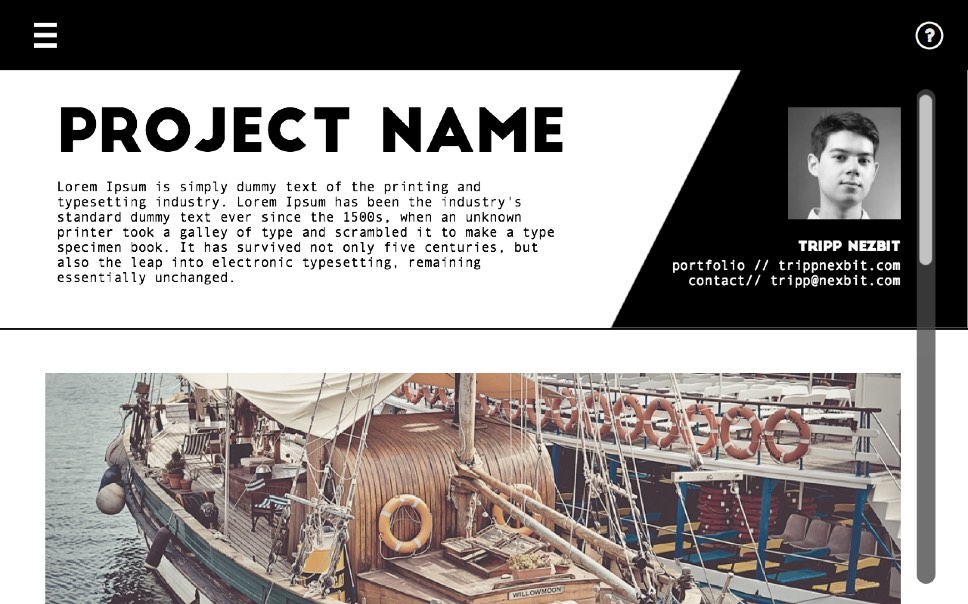 ?
PROJECT NAME
Lorem Ipsum is simply dummy text of the printing and
typesetting industry. Lorem Ipsum has been the industry's
standard dummy text ever since the 1500s, when an unknown
printer took a galley of type and scrambled it to make a type
specimen book. It has survived not only five centuries, but
also the leap into electronic typesetting, remaining
essentially unchanged.
TRIPP NEZBIT
portfolio // trippnexbit.com
contact// tripp@nexbit.com
WILLOWMOON